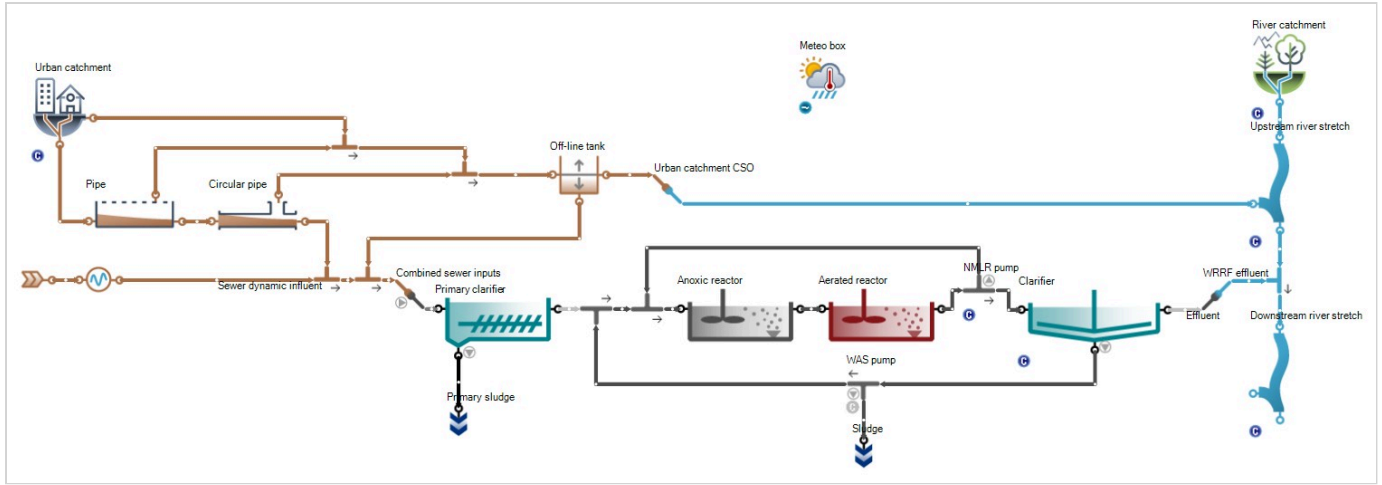 River catchment
Meteo box
Urban catchment
Upstream river stretch
Off-line tank
Urban catchment CSO
Pipe
Circular pipe
C
C
C
Combined sewer inputs
Sewer dynamic influent
Primary clarifier
Anoxic reactor
Aerated reactor
NMLR pump
Clarifier
WRRF effluent
C
Effluent
Downstream river stretch
WAS pump
C
C
Primary sludge
Sludge
C